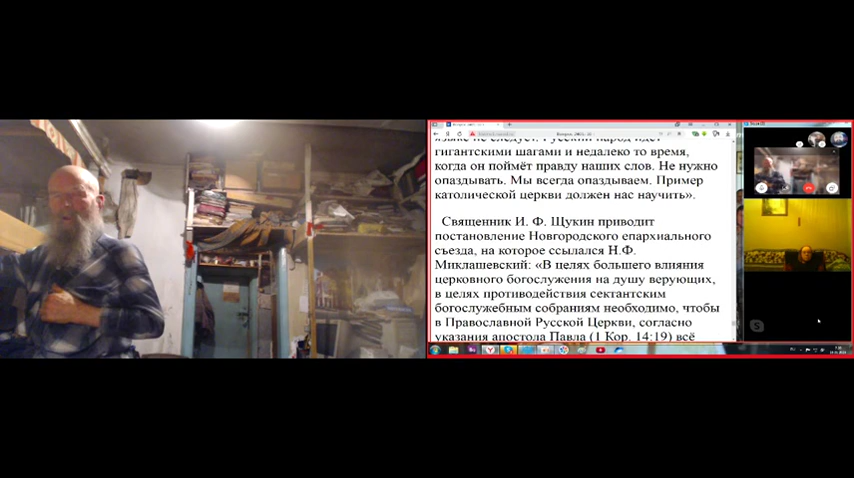 языке не следует. Русский народ идёт
гигантскими шагами и недалеко то время,
когда он поймёт правду наших слов. Не нужно
опаздывать. Мы всегда опаздываем. Пример
католической церкви должен нас научить».
Священник И. Ф. Щукин приводит
постановление Новгородского епархиального
съезда, на которое ссылался Н.Ф.
Миклашевский: «В целях большего влияния
церковного богослужения на душу верующих,
в целях противодействия сектантским
богослужебным собраниям необходимо, чтобы
в Православной Русской Церкви, согласно
указания апостола Павла (1 Кор. 14:19) всё